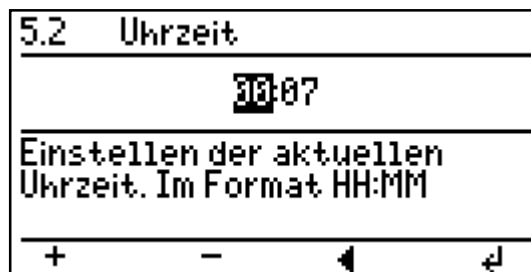 5.2 Uhrzeit
00:07
Einstellen der aktuellen
Uhrzeit. Im Format HH:MM
+ -